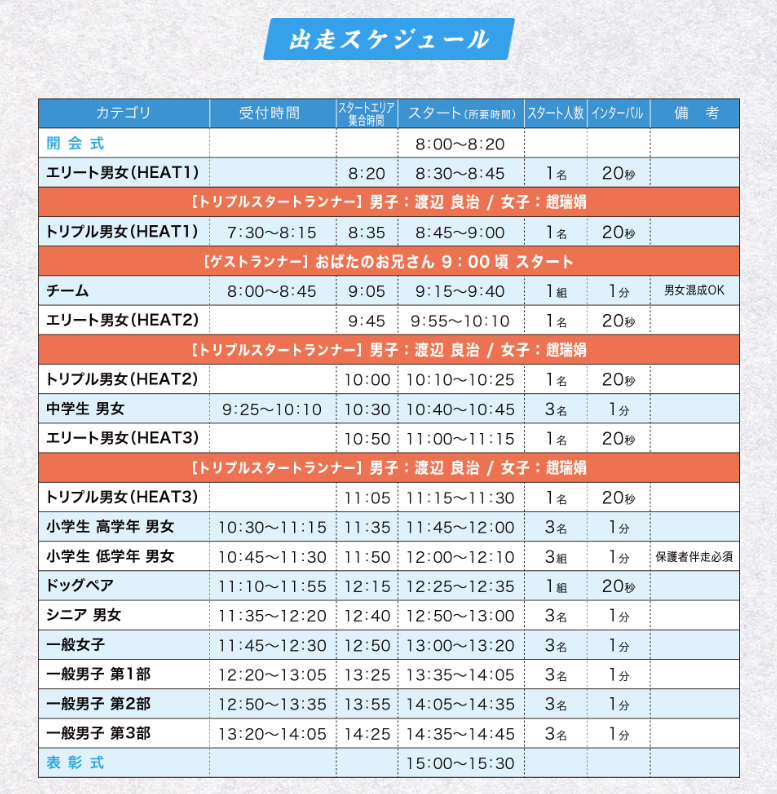 出走スケジュール
カテゴリ 受付時間 スタートエリア集合時間 スタート(所要時間) スタート人数 インターバル 備 考
開 会 式 8:00〜8:20
エリート男女(HEAT1) 8:20 8:30〜8:45 1名 20秒
[トリプルスタートランナー] 男子:渡辺 良治 / 女子:趙瑞娟
トリプル男女(HEAT1) 7:30〜8:15 8:35 8:45〜9:00 1名 20秒
[ゲストランナー] おばたのお兄さん 9:00頃 スタート
チーム 8:00〜8:45 9:05 9:15〜9:40 1組 1分 男女混成OK
エリート男女(HEAT2) 9:45 9:55〜10:10 1名 20秒
[トリプルスタートランナー] 男子:渡辺 良治 / 女子:趙瑞娟
トリプル男女(HEAT2) 10:00 10:10〜10:25 1名 20秒
中学生 男女 9:25〜10:10 10:30 10:40〜10:45 3名 1分
エリート男女(HEAT3) 10:50 11:00〜11:15 1名 20秒
[トリプルスタートランナー] 男子:渡辺 良治 / 女子:趙瑞娟
トリプル男女(HEAT3) 11:05 11:15〜11:30 1名 20秒
小学生 高学年 男女 10:30〜11:15 11:35 11:45〜12:00 3名 1分
小学生 低学年 男女 10:45〜11:30 11:50 12:00〜12:10 3組 1分 保護者伴走必須
ドッグペア 11:10〜11:55 12:15 12:25〜12:35 1組 20秒
シニア 男女 11:35〜12:20 12:40 12:50〜13:00 3名 1分
一般女子 11:45〜12:30 12:50 13:00〜13:20 3名 1分
一般男子 第1部 12:20〜13:05 13:25 13:35〜14:05 3名 1分
一般男子 第2部 12:50〜13:35 13:55 14:05〜14:35 3名 1分
一般男子 第3部 13:20〜14:05 14:25 14:35〜14:45 3名 1分
表 彰 式 15:00〜15:30